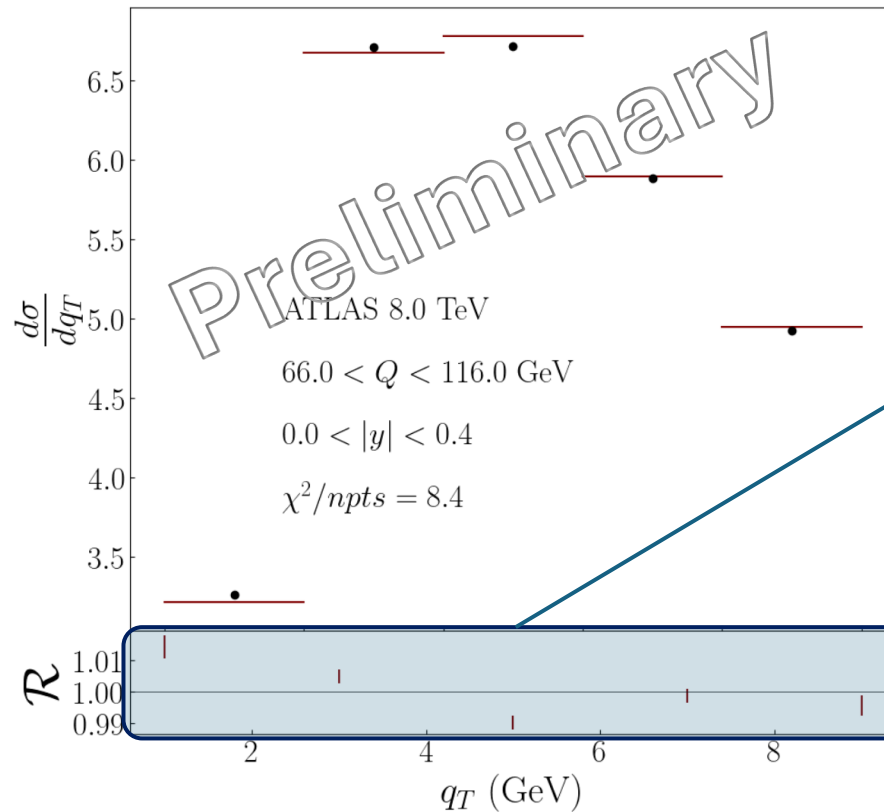 6.5
6.0
5.5
5.0
4.5
4.0
3.5
dσ
dq_T
Preliminary
ATLAS 8.0 TeV
66.0 < Q < 116.0 GeV
0.0 < |y| < 0.4
χ²/npts = 8.4
R
1.01
1.00
0.99
2 4 6 8
q_T (GeV)